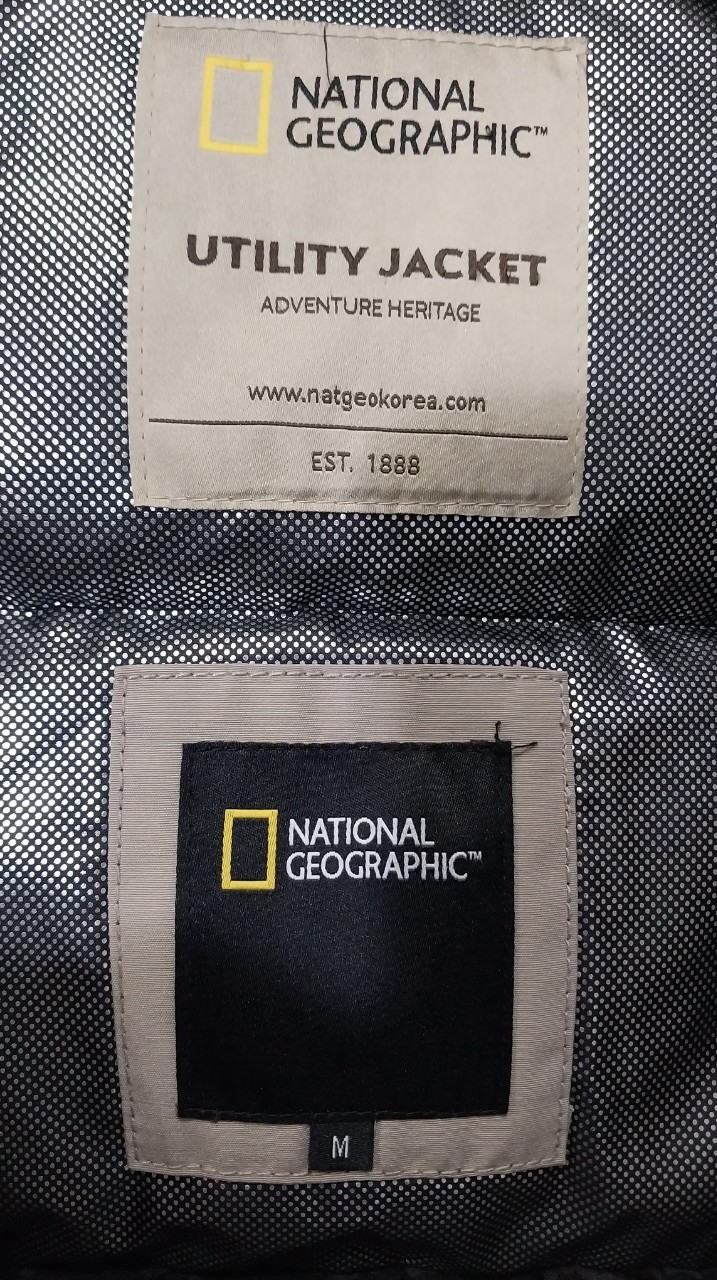 NATIONAL
GEOGRAPHIC™
UTILITY JACKET
ADVENTURE HERITAGE
www.natgeokorea.com
EST. 1888
NATIONAL
GEOGRAPHIC™
M